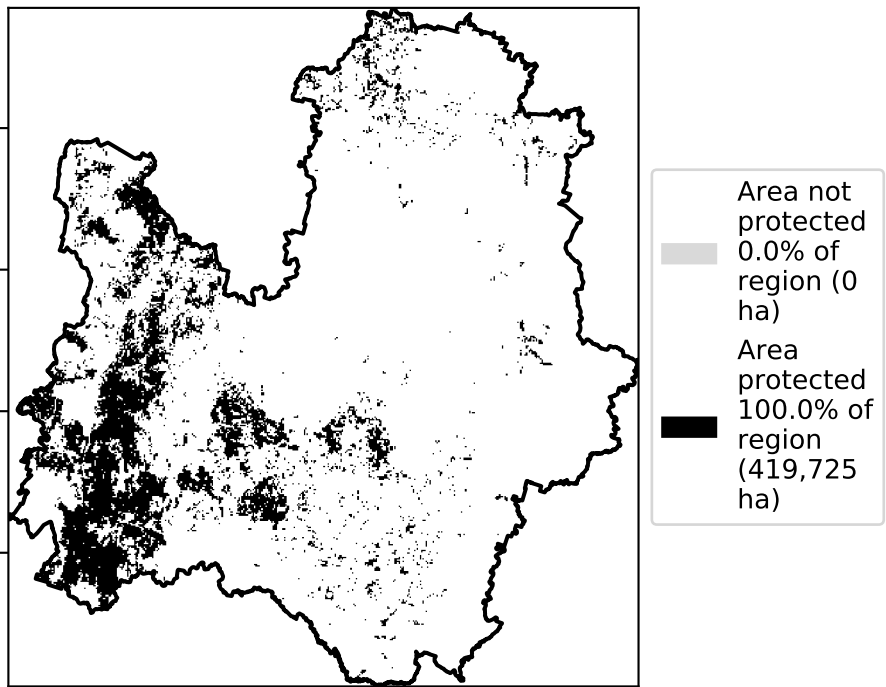 Area not
protected
0.0% of
region (0
ha)
Area
protected
100.0% of
region
(419,725
ha)